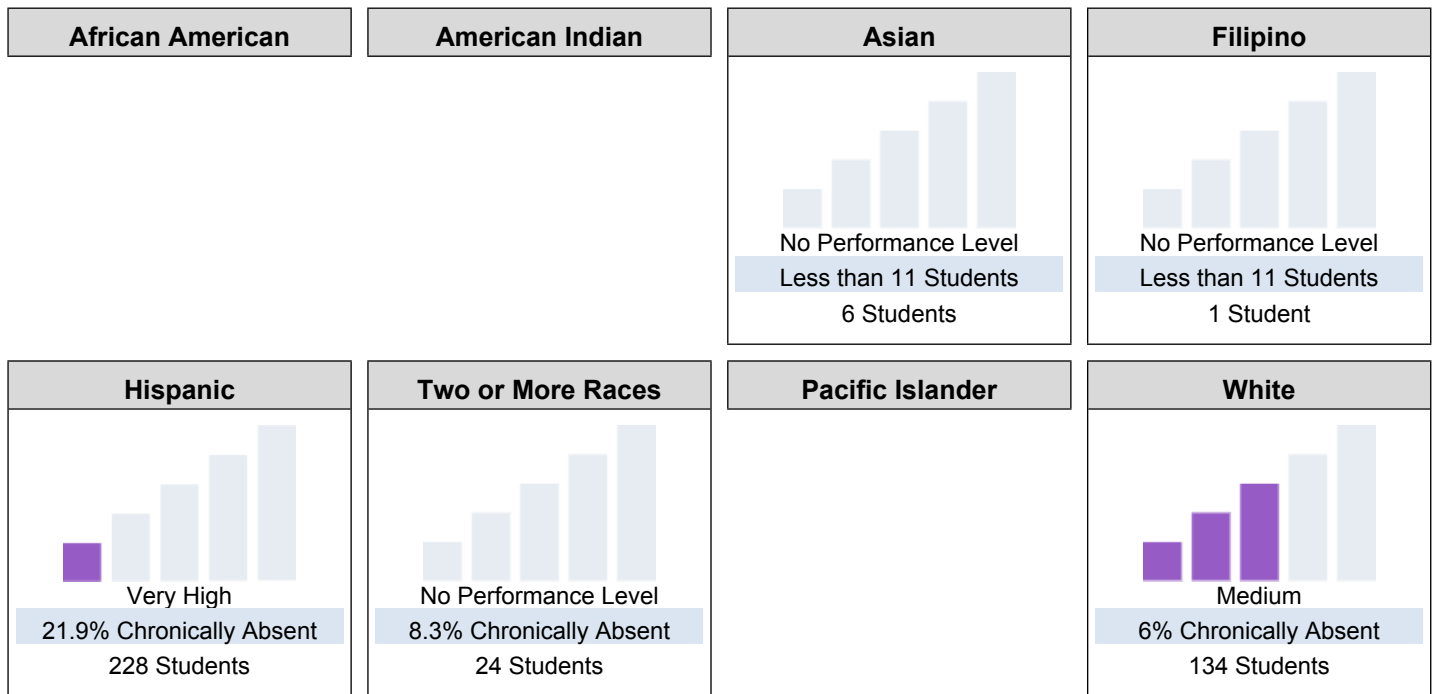 African American
American Indian
Asian
No Performance Level
Less than 11 Students
6 Students
Filipino
No Performance Level
Less than 11 Students
1 Student
Hispanic
Very High
21.9% Chronically Absent
228 Students
Two or More Races
No Performance Level
8.3% Chronically Absent
24 Students
Pacific Islander
White
Medium
6% Chronically Absent
134 Students